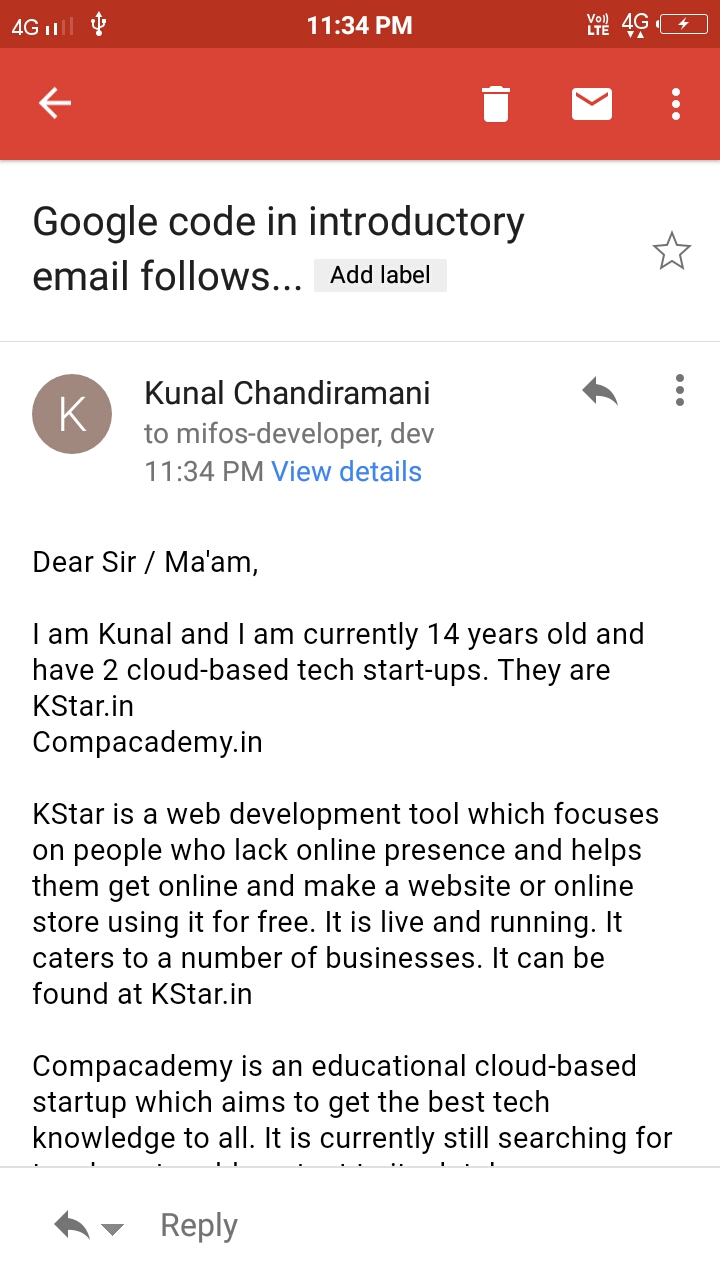 4G 11:34 PM Vo)) LTE 4G
Google code in introductory
email follows... Add label
K
Kunal Chandiramani
to mifos-developer, dev
11:34 PM View details
Dear Sir / Ma'am,
I am Kunal and I am currently 14 years old and
have 2 cloud-based tech start-ups. They are
KStar.in
Compacademy.in
KStar is a web development tool which focuses
on people who lack online presence and helps
them get online and make a website or online
store using it for free. It is live and running. It
caters to a number of businesses. It can be
found at KStar.in
Compacademy is an educational cloud-based
startup which aims to get the best tech
knowledge to all. It is currently still searching for
Reply